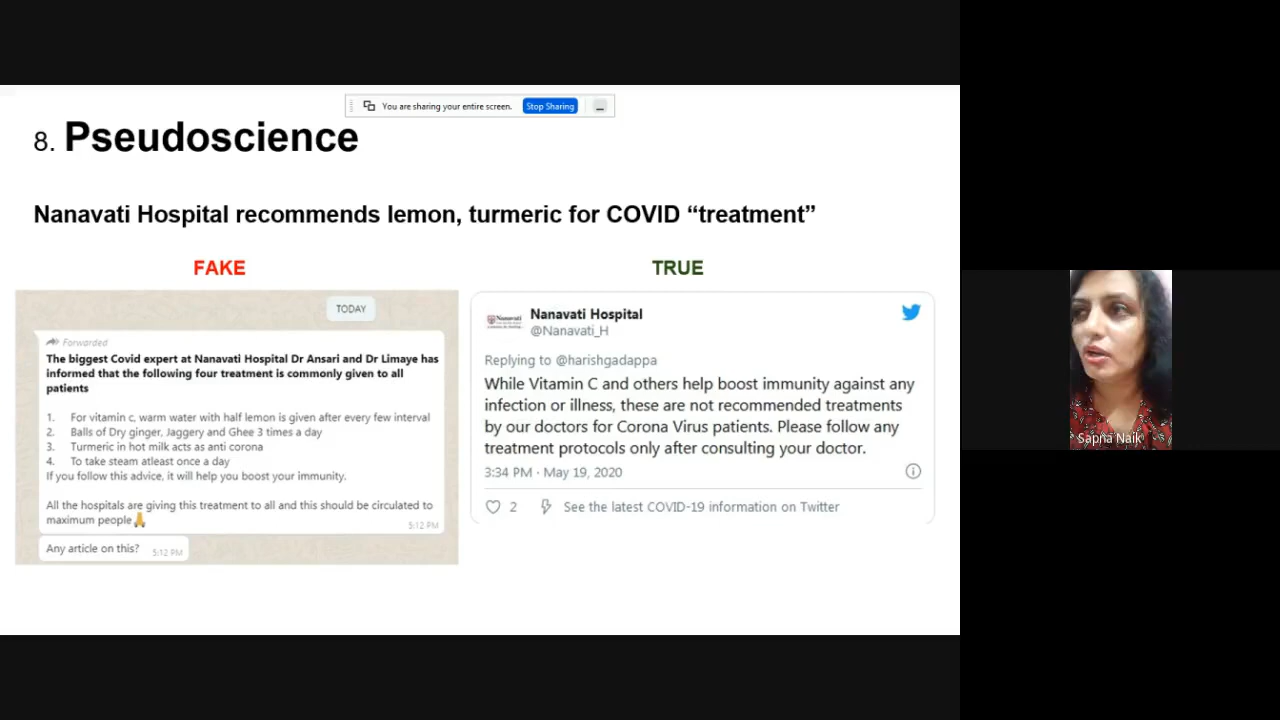 You are sharing your entire screen. Stop Sharing
8. Pseudoscience
Nanavati Hospital recommends lemon, turmeric for COVID “treatment”
FAKE
TODAY
Forwarded
The biggest Covid expert at Nanavati Hospital Dr Ansari and Dr Limaye has
informed that the following four treatment is commonly given to all
patients
1. For vitamin c, warm water with half lemon is given after every few interval
2. Balls of Dry ginger, Jaggery and Ghee 3 times a day
3. Turmeric in hot milk acts as anti corona
4. To take steam atleast once a day
If you follow this advice, it will help you boost your immunity.
All the hospitals are giving this treatment to all and this should be circulated to
maximum people🙏
5:12 PM
Any article on this? 5:12 PM
TRUE
Nanavati Hospital
@Nanavati_H
Replying to @harishgadappa
While Vitamin C and others help boost immunity against any
infection or illness, these are not recommended treatments
by our doctors for Corona Virus patients. Please follow any
treatment protocols only after consulting your doctor.
3:34 PM · May 19, 2020
2 See the latest COVID-19 information on Twitter
Sapna Naik